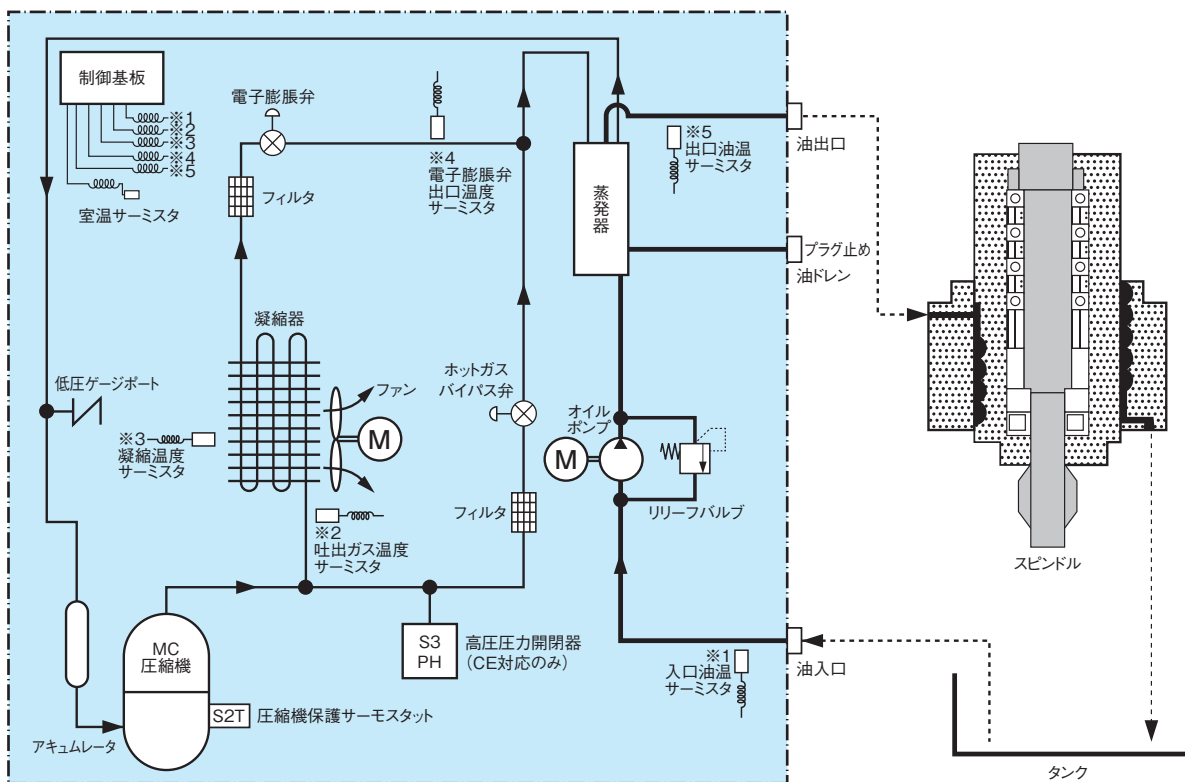 制御基板
※1
※2
※3
※4
※5
室温サーミスタ
電子膨脹弁
フィルタ
※4
電子膨脹弁
出口温度
サーミスタ
蒸発器
※5
出口油温
サーミスタ
油出口
プラグ止め
油ドレン
凝縮器
ファン
M
低圧ゲージポート
※3
凝縮温度
サーミスタ
ホットガス
バイパス弁
オイル
ポンプ
M
リリーフバルブ
フィルタ
※2
吐出ガス温度
サーミスタ
スピンドル
MC
圧縮機
S3
PH
高圧圧力開閉器
(CE対応のみ)
※1
入口油温
サーミスタ
油入口
S2T
圧縮機保護サーモスタット
アキュムレータ
タンク